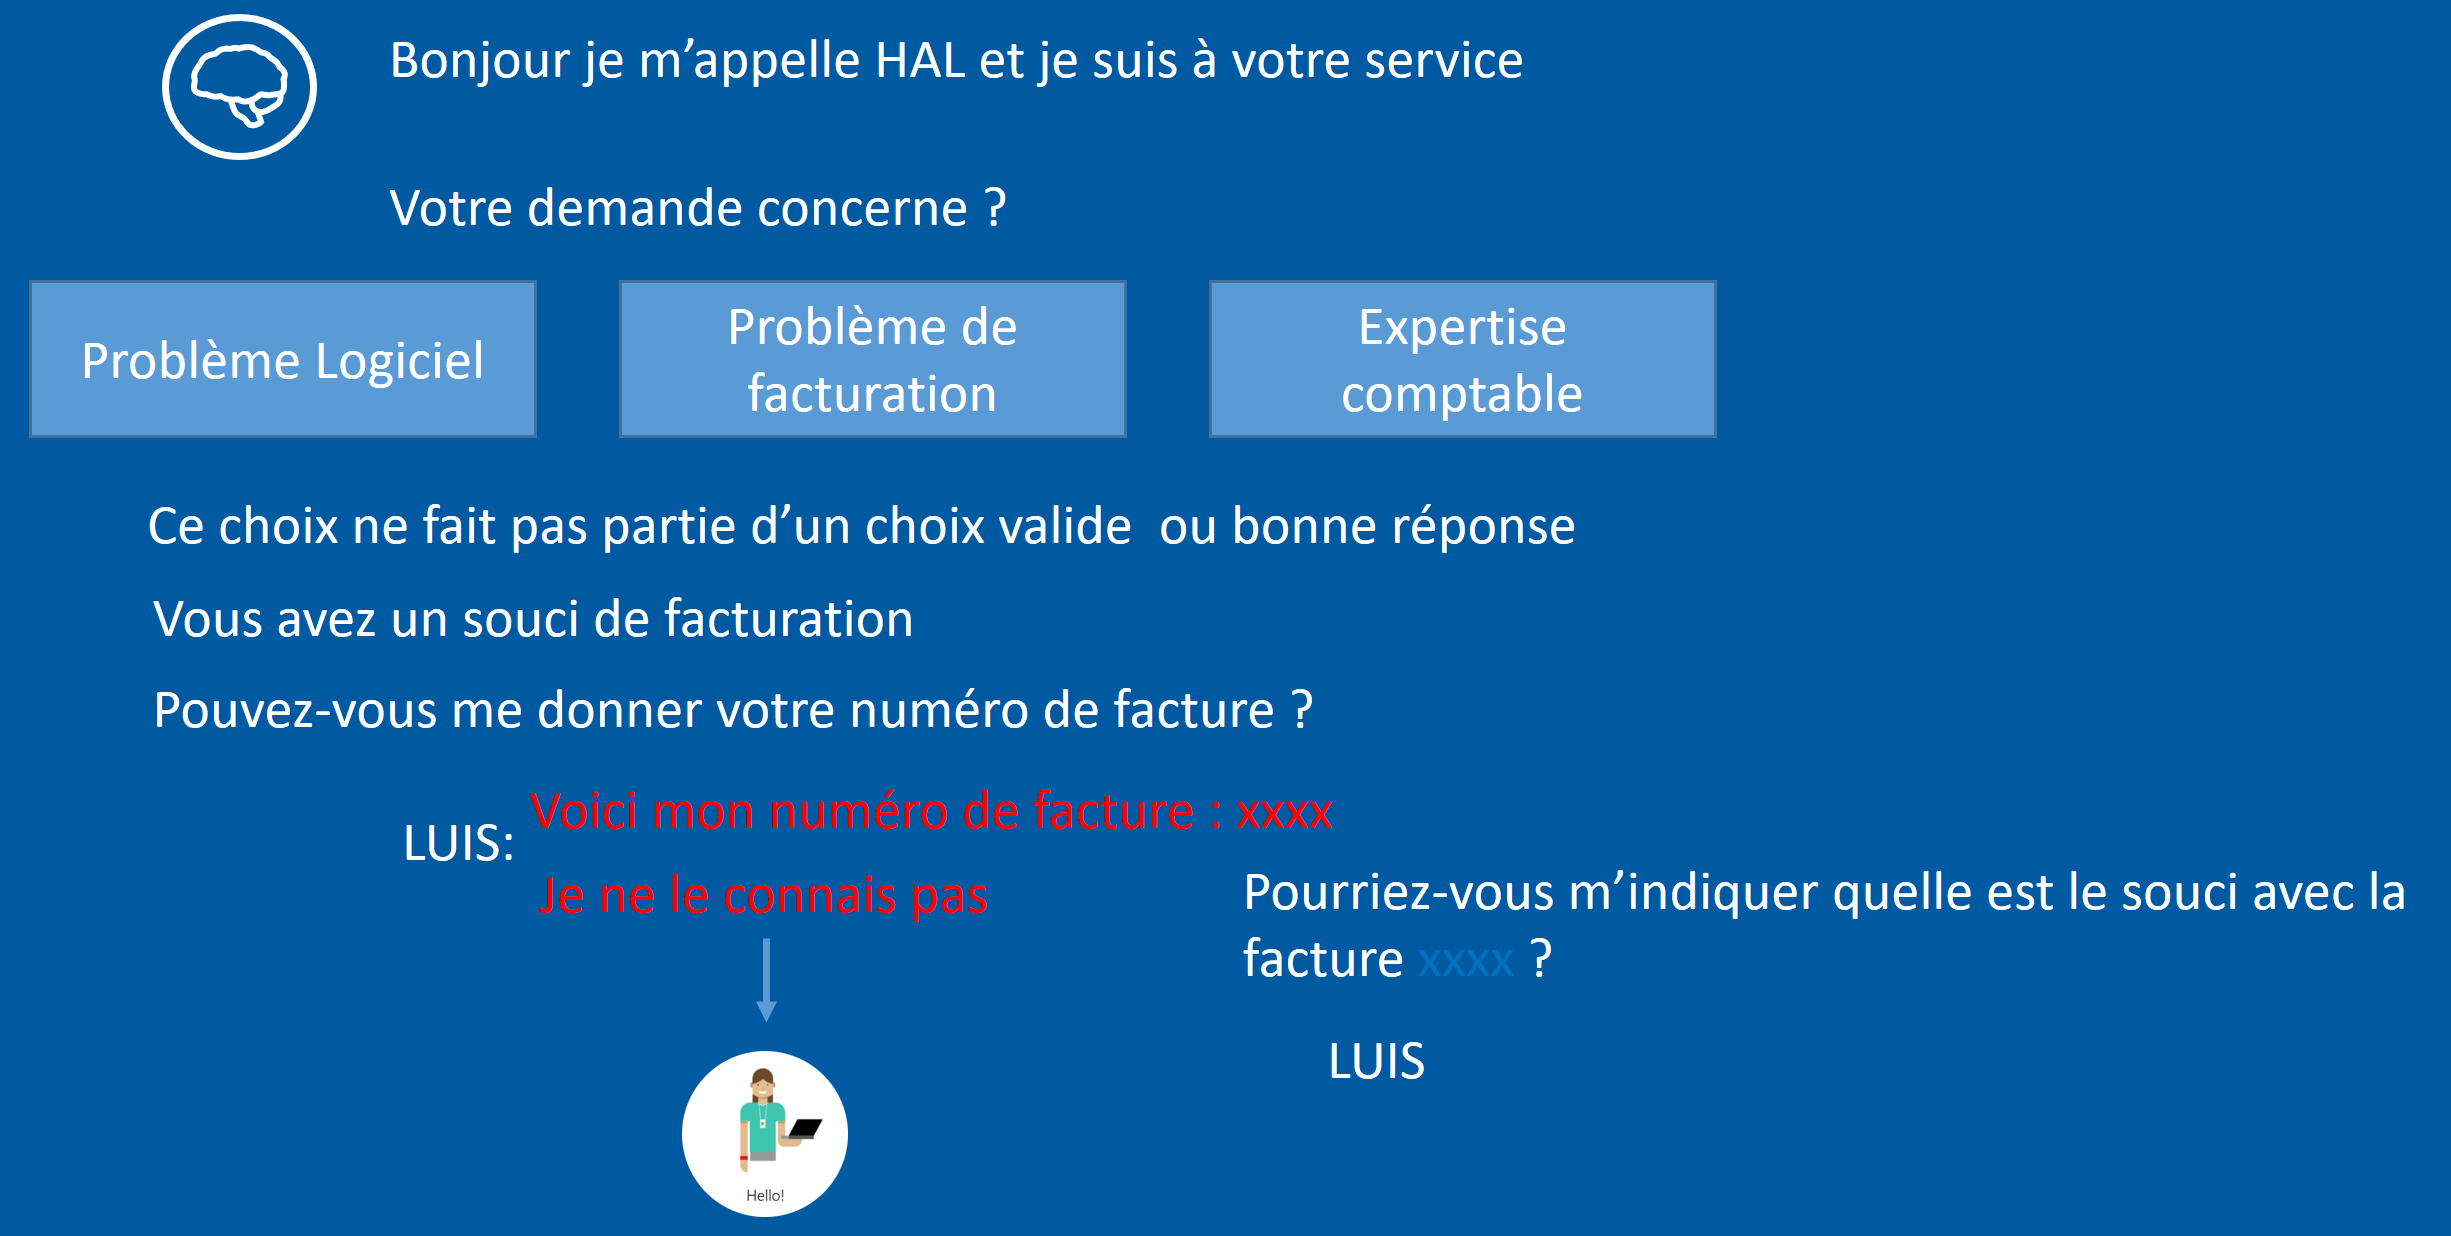 Bonjour je m’appelle HAL et je suis à votre service
Votre demande concerne ?
Problème Logiciel
Problème de
facturation
Expertise
comptable
Ce choix ne fait pas partie d’un choix valide  ou bonne réponse
Vous avez un souci de facturation
Pouvez-vous me donner votre numéro de facture ?
LUIS:
Voici mon numéro de facture : xxxx
Je ne le connais pas
Pourriez-vous m’indiquer quelle est le souci avec la
facture xxxx ?
LUIS
Hello!